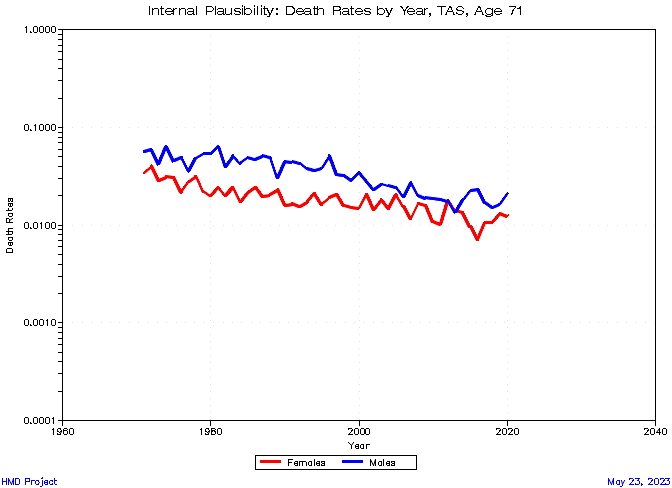 Internal Plausibility: Death Rates by Year, TAS, Age 71
1.0000
0.1000
0.0100
0.0010
0.0001
Death Rates
1960 1980 2000 2020 2040
Year
Females Males
HMD Project May 23, 2023